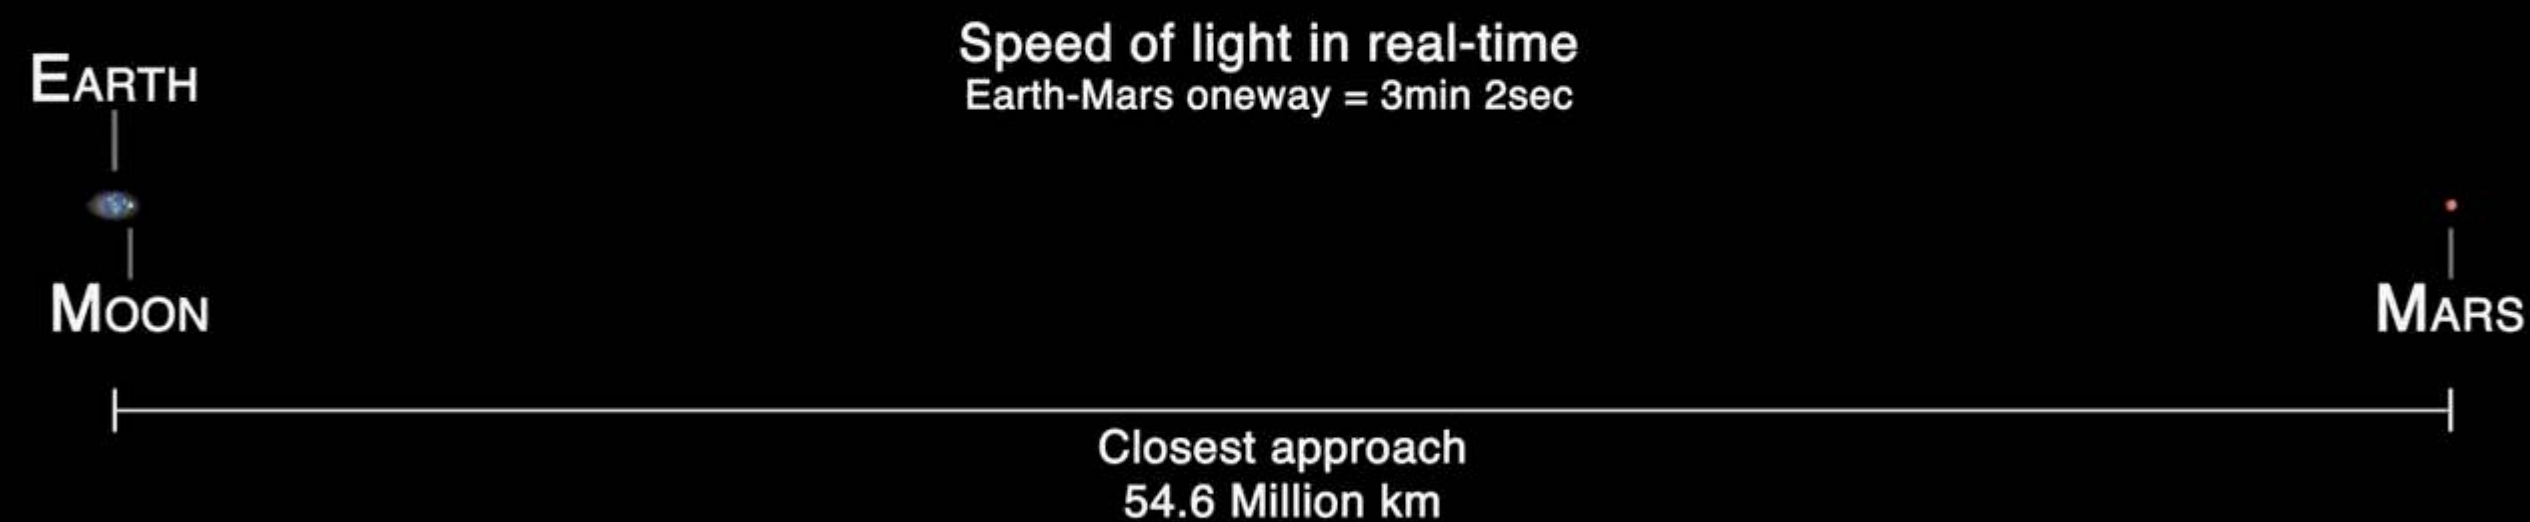 Speed of light in real-time
Earth-Mars oneway = 3min 2sec
EARTH
MOON
MARS
Closest approach
54.6 Million km